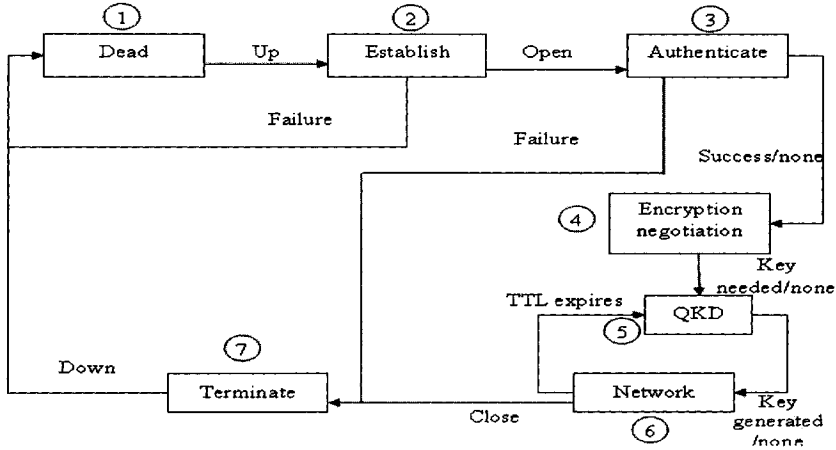 1
2
3
Dead
Up
Establish
Open
Authenticate
Failure
Failure
Success/none
4
Encryption
negotiation
Key
needed/none
TTL expires
5
QKD
7
Down
Terminate
Close
Network
6
Key
generated
/none